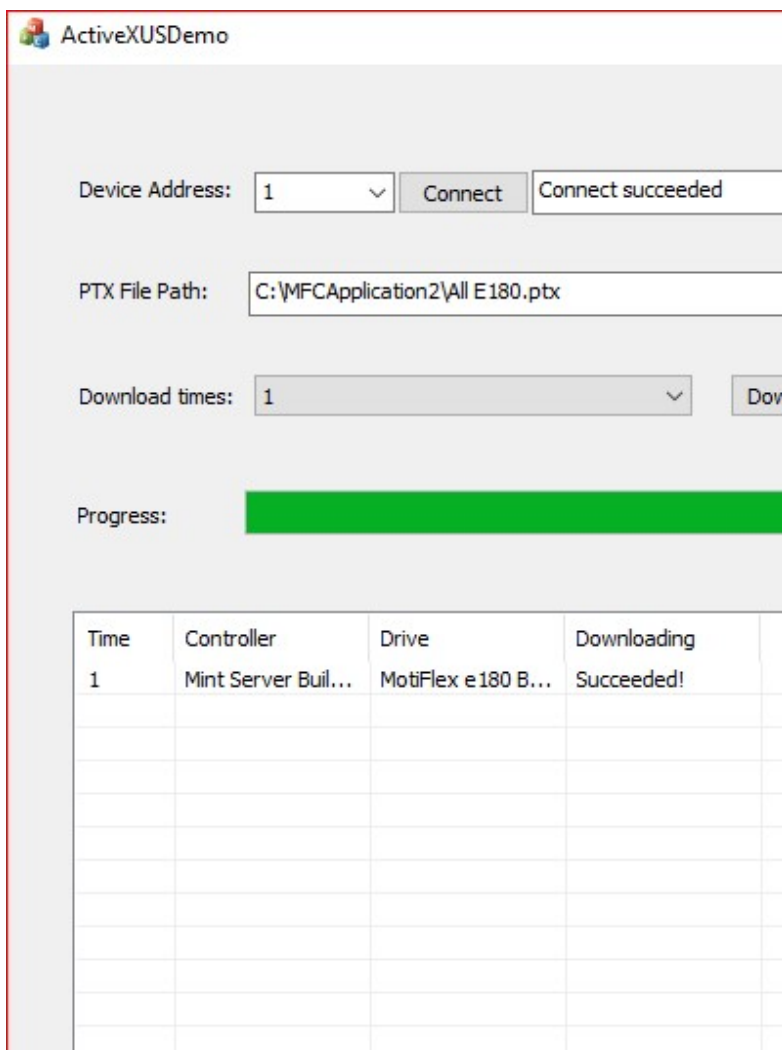 ActiveXUSDemo
Device Address: 1 Connect Connect succeeded
PTX File Path: C:\MFCApplication2\All E180.ptx
Download times: 1 Dow
Progress:
Time Controller Drive Downloading
1 Mint Server Buil... MotiFlex e180 B... Succeeded!